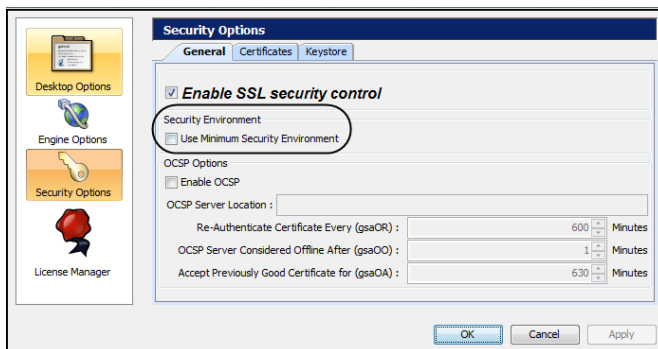 Security Options
General Certificates Keystore
Desktop Options
Engine Options
Security Options
License Manager
Enable SSL security control
Security Environment
Use Minimum Security Environment
OCSP Options
Enable OCSP
OCSP Server Location :
Re-Authenticate Certificate Every (gsaOR) : 600 Minutes
OCSP Server Considered Offline After (gsaOO) : 1 Minutes
Accept Previously Good Certificate for (gsaOA) : 630 Minutes
OK Cancel Apply